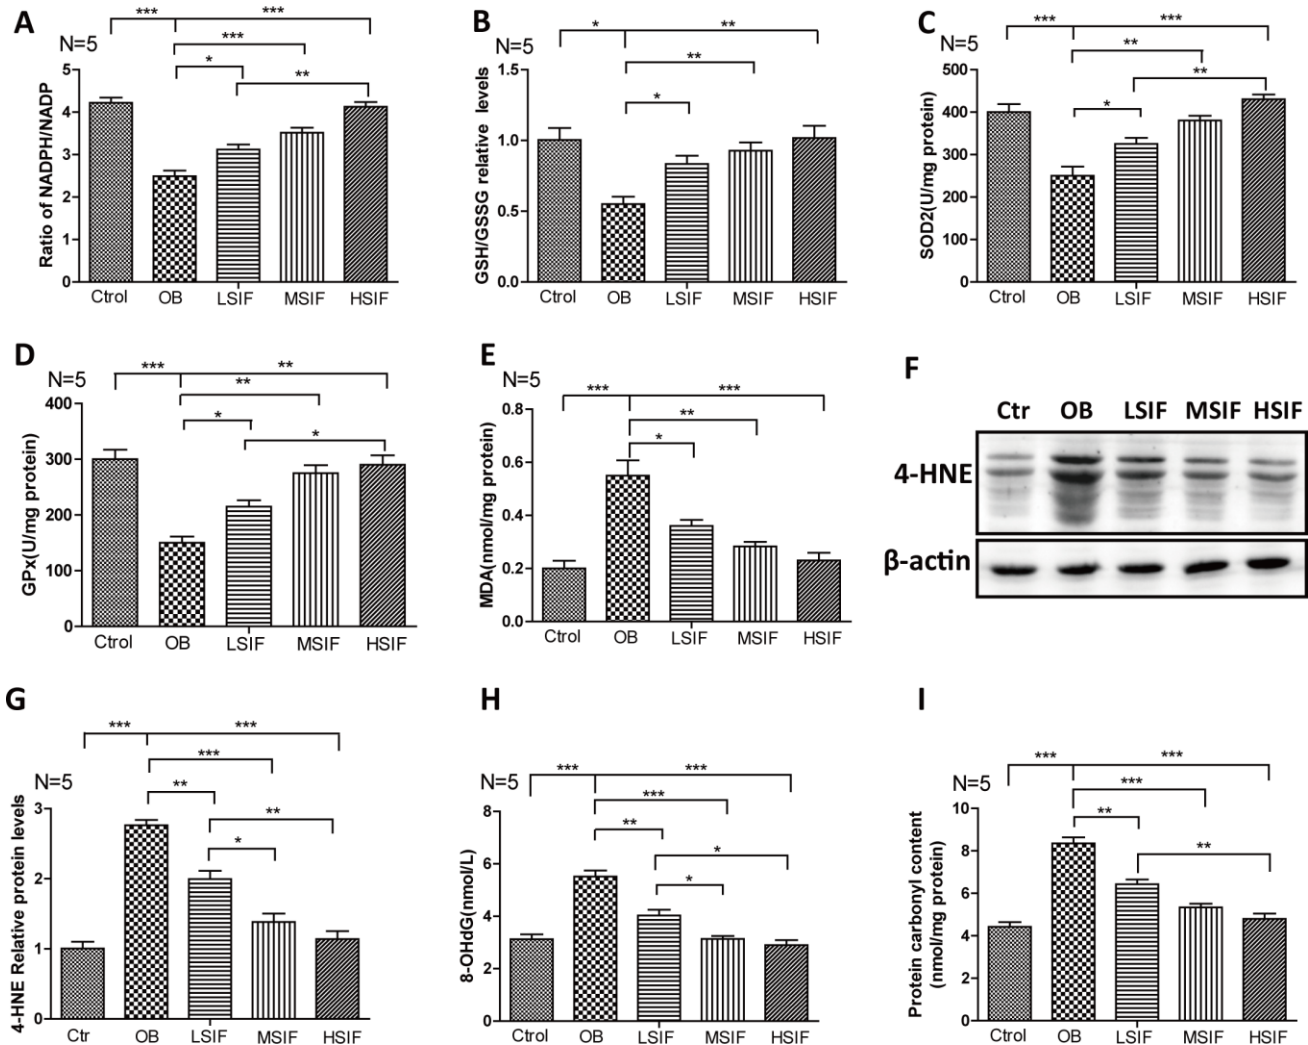 A
*** ***
***
* **
N=5
Ratio of NADPH/NADP
5
4
3
2
1
0
Ctrol OB LSIF MSIF HSIF
B
* **
**
*
N=5
GSH/GSSG relative levels
1.5
1.0
0.5
0.0
Ctrol OB LSIF MSIF HSIF
C
*** ***
**
**
*
N=5
SOD2(U/mg protein)
500
400
300
200
100
0
Ctrol OB LSIF MSIF HSIF
D
*** **
**
*
*
N=5
GPx(U/mg protein)
400
300
200
100
0
Ctrol OB LSIF MSIF HSIF
E
*** ***
**
*
N=5
MDA(nmol/mg protein)
0.8
0.6
0.4
0.2
0.0
Ctrol OB LSIF MSIF HSIF
F
Ctr OB LSIF MSIF HSIF
4-HNE
β-actin
G
*** ***
***
**
**
*
N=5
4-HNE Relative protein levels
3
2
1
0
Ctr OB LSIF MSIF HSIF
H
*** ***
***
**
*
*
N=5
8-OHdG(nmol/L)
8
6
4
2
0
Ctrol OB LSIF MSIF HSIF
I
*** ***
***
**
**
N=5
Protein carbonyl content
(nmol/mg protein)
10
8
6
4
2
0
Ctrol OB LSIF MSIF HSIF